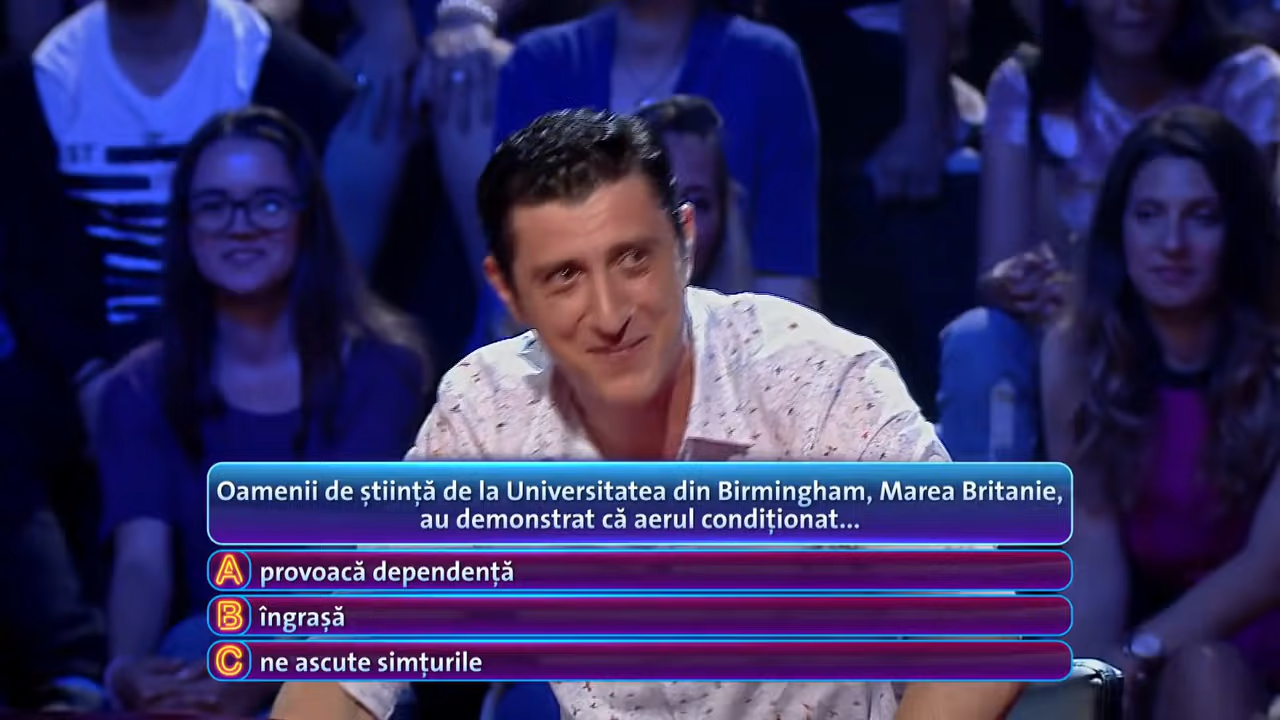 Oamenii de știință de la Universitatea din Birmingham, Marea Britanie,
au demonstrat că aerul condiționat...
A provoacă dependență
B îngrașă
C ne ascute simțurile